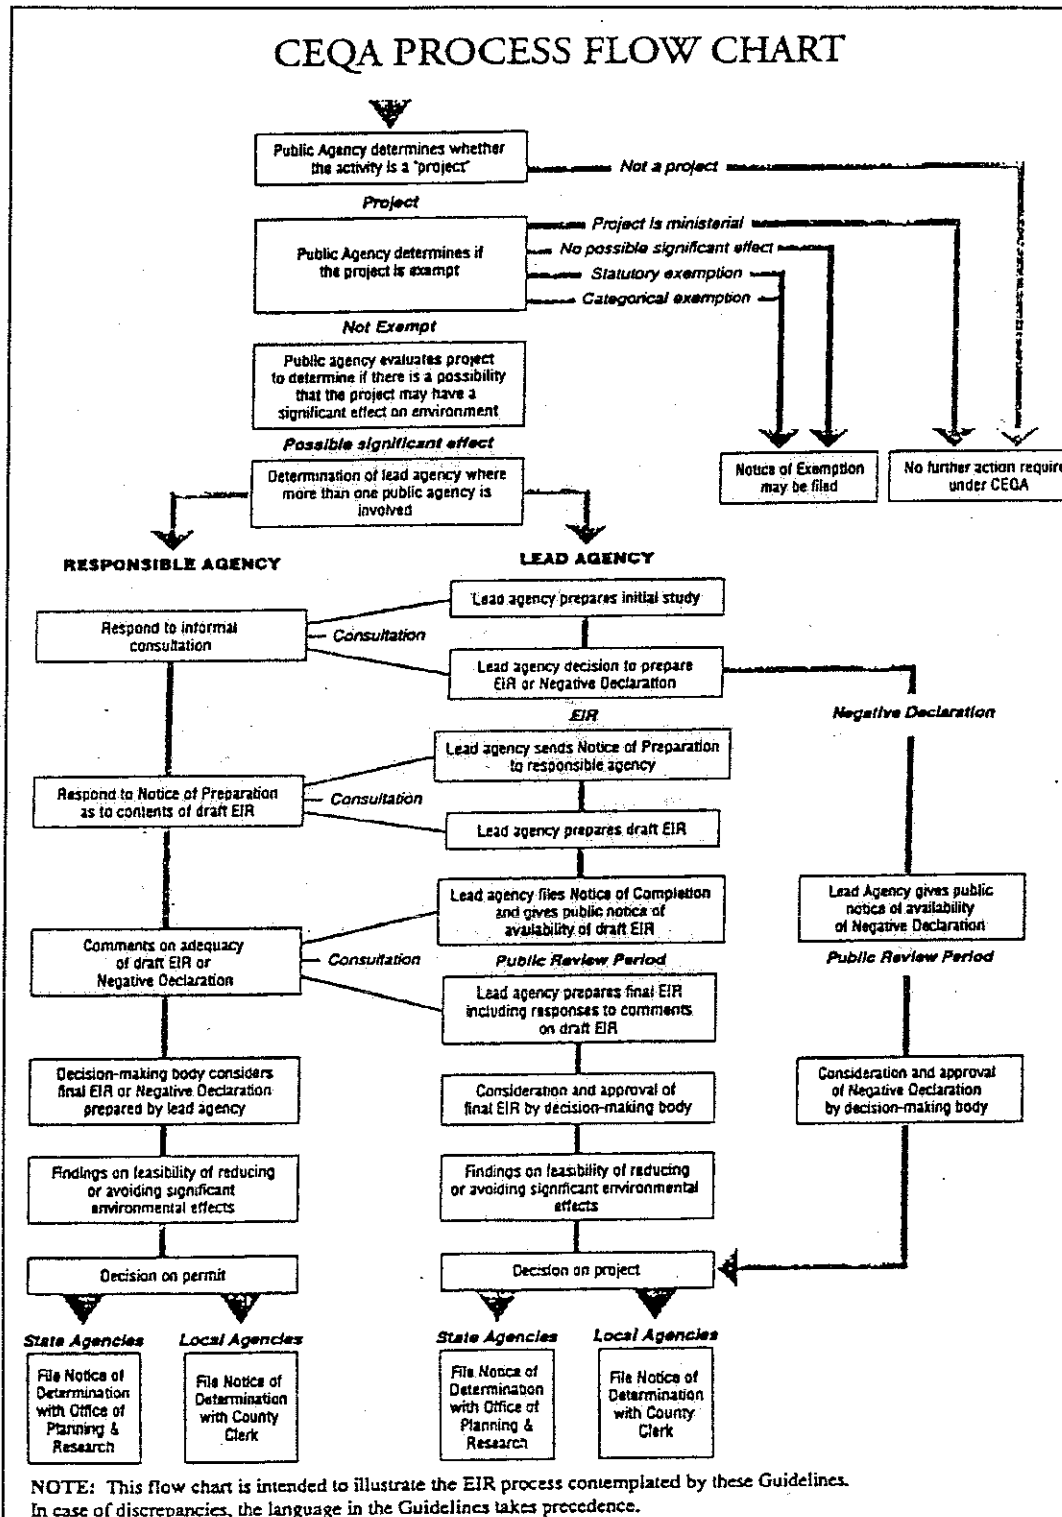 CEQA PROCESS FLOW CHART
Public Agency determines whether
the activity is a "project"
Not a project
Project
Public Agency determines if
the project is exempt
Project is ministerial
No possible significant effect
Statutory exemption
Categorical exemption
Not Exempt
Public agency evaluates project
to determine if there is a possibility
that the project may have a
significant effect on environment
Possible significant effect
Determination of lead agency where
more than one public agency is
involved
Notice of Exemption
may be filed
No further action require
under CEQA
RESPONSIBLE AGENCY
LEAD AGENCY
Respond to informal
consultation
Consultation
Lead agency prepares initial study
Lead agency decision to prepare
EIR or Negative Declaration
EIR
Negative Declaration
Lead agency sends Notice of Preparation
to responsible agency
Respond to Notice of Preparation
as to contents of draft EIR
Consultation
Lead agency prepares draft EIR
Lead agency files Notice of Completion
and gives public notice of
availability of draft EIR
Lead Agency gives public
notice of availability
of Negative Declaration
Comments on adequacy
of draft EIR or
Negative Declaration
Consultation
Public Review Period
Public Review Period
Lead agency prepares final EIR
including responses to comments
on draft EIR
Decision-making body considers
final EIR or Negative Declaration
prepared by lead agency
Consideration and approval of
final EIR by decision-making body
Consideration and approval
of Negative Declaration
by decision-making body
Findings on feasibility of reducing
or avoiding significant
environmental effects
Findings on feasibility of reducing
or avoiding significant environmental
effects
Decision on permit
Decision on project
State Agencies
Local Agencies
State Agencies
Local Agencies
File Notice of
Determination
with Office of
Planning &
Research
File Notice of
Determination
with County
Clerk
File Notice of
Determination
with Office of
Planning &
Research
File Notice of
Determination
with County
Clerk
NOTE: This flow chart is intended to illustrate the EIR process contemplated by these Guidelines.
In case of discrepancies, the language in the Guidelines takes precedence.